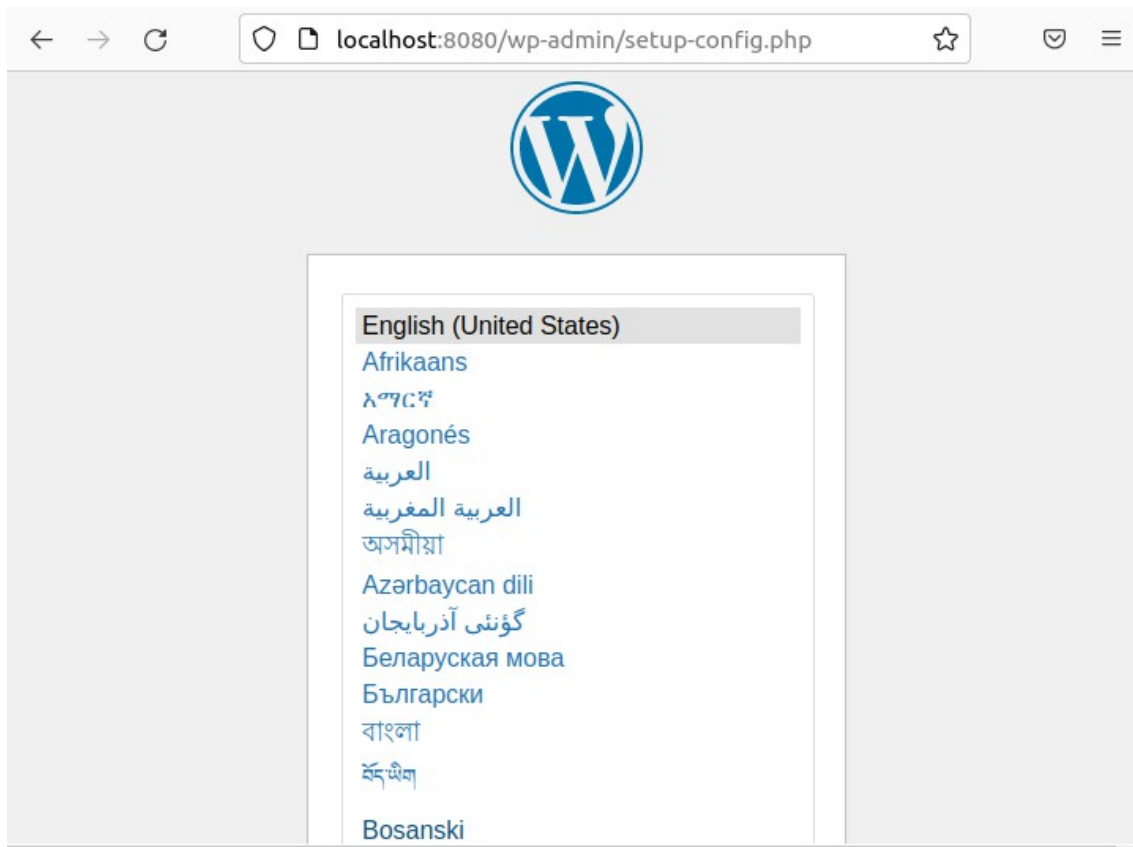 localhost:8080/wp-admin/setup-config.php
English (United States)
Afrikaans
አማርኛ
Aragonés
العربية
العربية المغربية
অসমীয়া
Azərbaycan dili
گؤنئی آذربایجان
Беларуская мова
Български
বাংলা
བོད་ཡིག
Bosanski